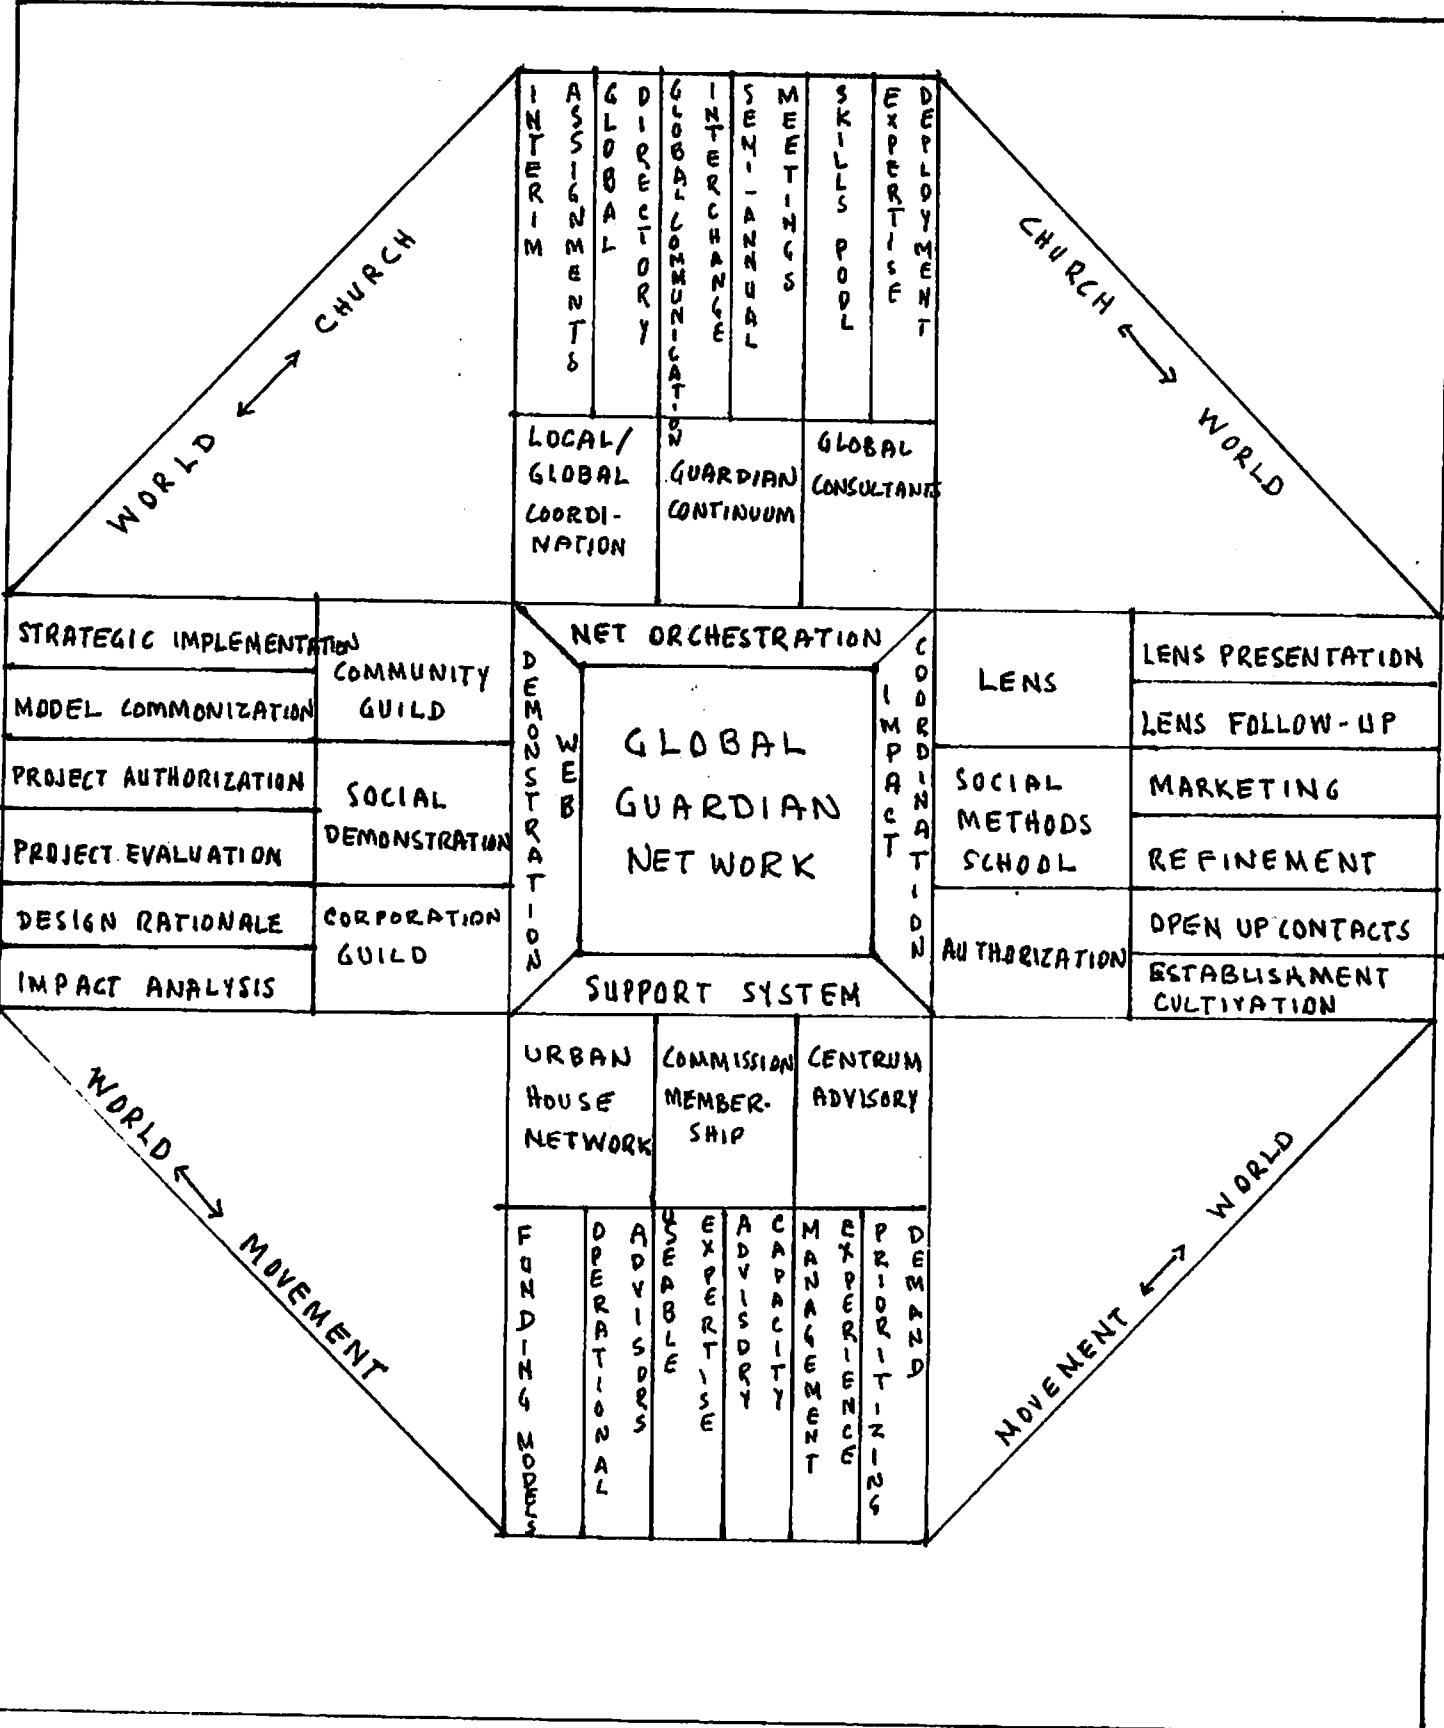 INTERIM
ASSIGNMENTS
GLOBAL
DIRECTORY
GLOBAL COMMUNICATION
INTERCHANGE
SEMI-ANNUAL
MEETINGS
SKILLS POOL
EXPERTISE
DEPLOYMENT
WORLD ↔ CHURCH
CHURCH ↔ WORLD
LOCAL/
GLOBAL
COORDI-
NATION
GUARDIAN
CONTINUUM
GLOBAL
CONSULTANTS
STRATEGIC IMPLEMENTATION
MODEL COMMONIZATION
PROJECT AUTHORIZATION
PROJECT EVALUATION
DESIGN RATIONALE
IMPACT ANALYSIS
COMMUNITY
GUILD
SOCIAL
DEMONSTRATION
CORPORATION
GUILD
NET ORCHESTRATION
DEMONSTRATION
WEB
GLOBAL
GUARDIAN
NETWORK
IMPACT
COORDINATION
SUPPORT SYSTEM
LENS
SOCIAL
METHODS
SCHOOL
AUTHORIZATION
LENS PRESENTATION
LENS FOLLOW-UP
MARKETING
REFINEMENT
OPEN UP CONTACTS
ESTABLISHMENT
CULTIVATION
URBAN
HOUSE
NETWORK
COMMISSION
MEMBER-
SHIP
CENTRUM
ADVISORY
WORLD ↔ MOVEMENT
MOVEMENT ↔ WORLD
FUNDING MODELS
OPERATIONAL
ADVISORS
USEABLE
EXPERTISE
ADVISORY
CAPACITY
MANAGEMENT
EXPERIENCE
PRIORITIZING
DEMAND